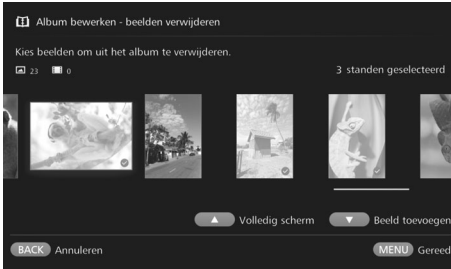 Album bewerken - beelden verwijderen
Kies beelden om uit het album te verwijderen.
23 0 3 standen geselecteerd
Volledig scherm Beeld toevoegen
BACK Annuleren MENU Gereed